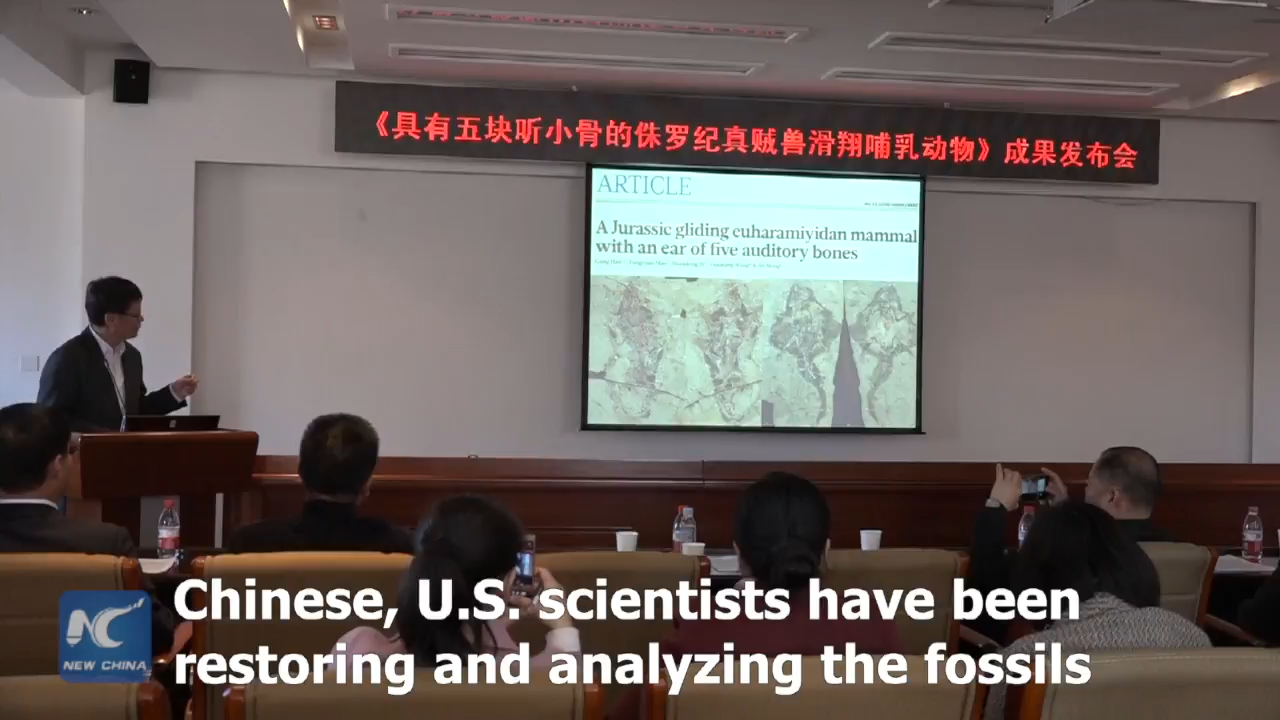 《具有五块听小骨的侏罗纪真贼兽滑翔哺乳动物》成果发布会
ARTICLE
A Jurassic gliding euharamiyidan mammal
with an ear of five auditory bones
Chinese, U.S. scientists have been
restoring and analyzing the fossils
NEW CHINA